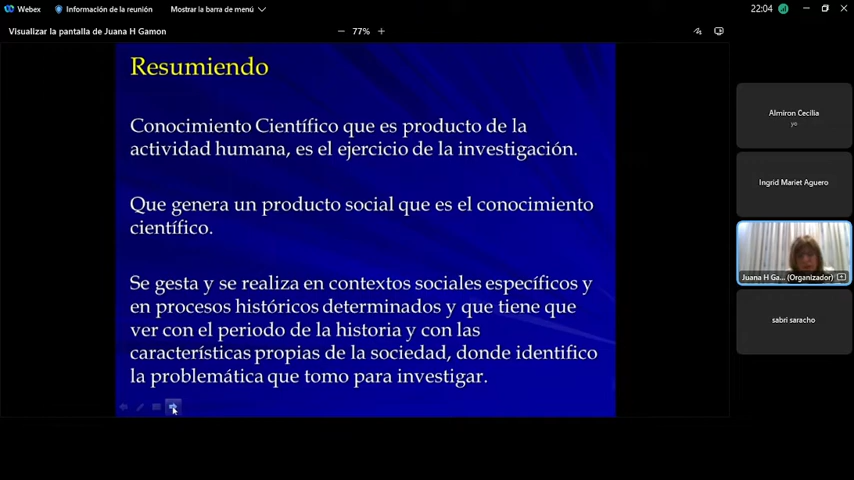 Webex
Información de la reunión
Mostrar la barra de menú
22:04
Visualizar la pantalla de Juana H Gamon
77%
Resumiendo
Conocimiento Científico que es producto de la
actividad humana, es el ejercicio de la investigación.
Que genera un producto social que es el conocimiento
científico.
Se gesta y se realiza en contextos sociales específicos y
en procesos históricos determinados y que tiene que
ver con el periodo de la historia y con las
características propias de la sociedad, donde identifico
la problemática que tomo para investigar.
Almiron Cecilia
yo
Ingrid Mariet Aguero
Juana H Ga... (Organizador)
sabri saracho